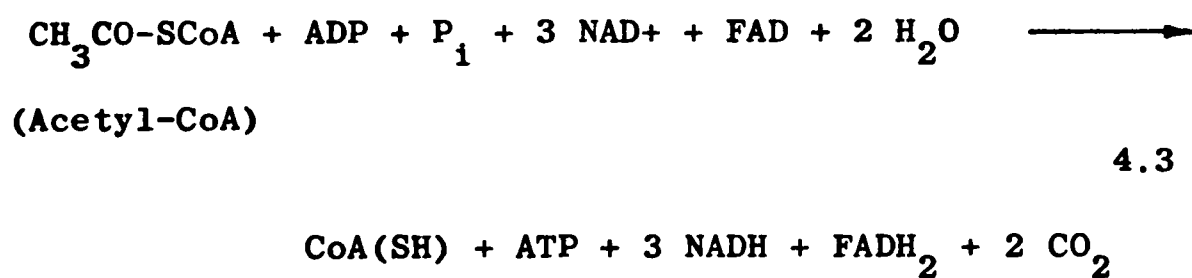 CH₃CO-SCoA + ADP + Pᵢ + 3 NAD+ + FAD + 2 H₂O ⟶
(Acetyl-CoA)
4.3
CoA(SH) + ATP + 3 NADH + FADH₂ + 2 CO₂